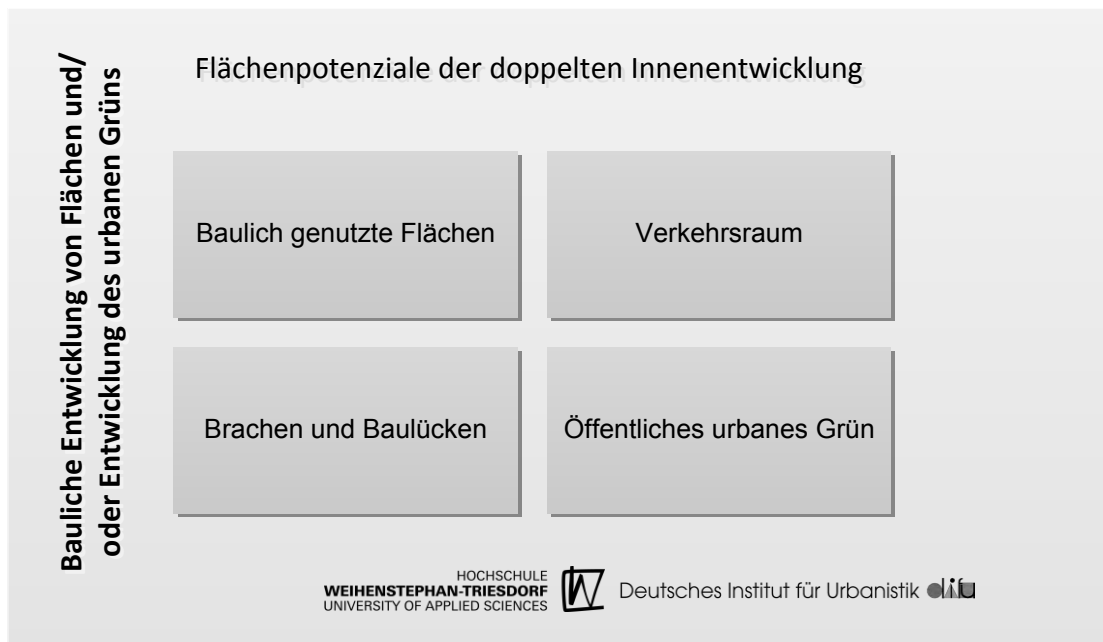 Bauliche Entwicklung von Flächen und/
oder Entwicklung des urbanen Grüns
Flächenpotenziale der doppelten Innenentwicklung
Baulich genutzte Flächen
Verkehrsraum
Brachen und Baulücken
Öffentliches urbanes Grün
HOCHSCHULE
WEIHENSTEPHAN-TRIESDORF
UNIVERSITY OF APPLIED SCIENCES
Deutsches Institut für Urbanistik
difu